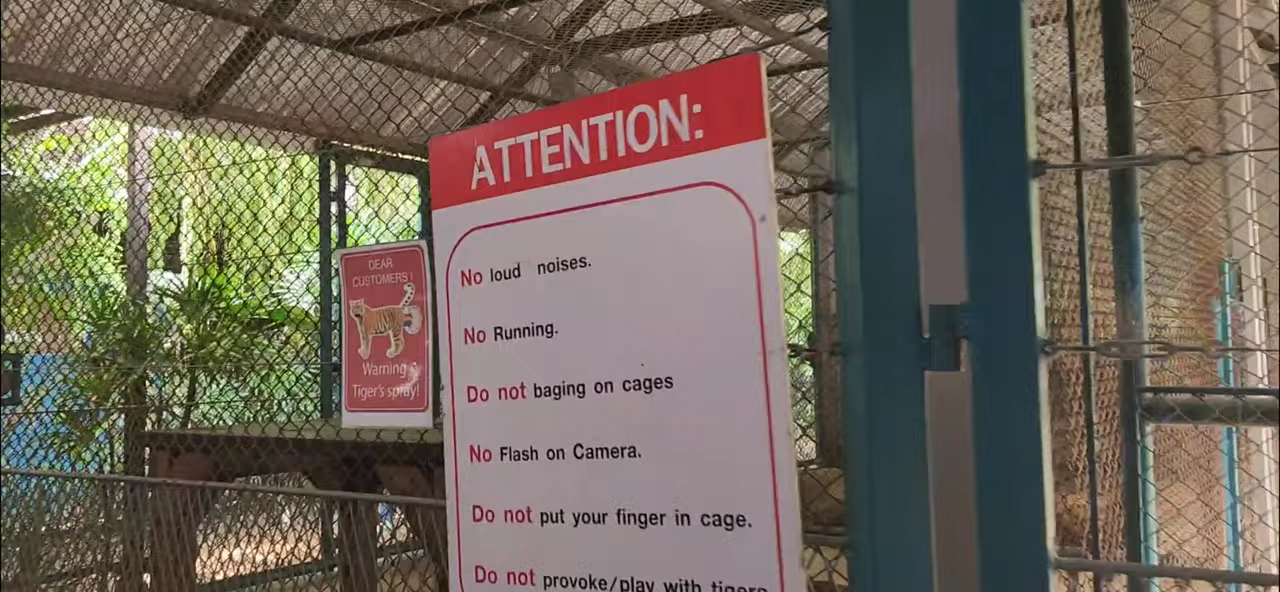 ATTENTION:
No loud noises.
No Running.
Do not baging on cages
No Flash on Camera.
Do not put your finger in cage.
Do not provoke/play with tigers
DEAR
CUSTOMERS !
Warning
Tiger's spray!